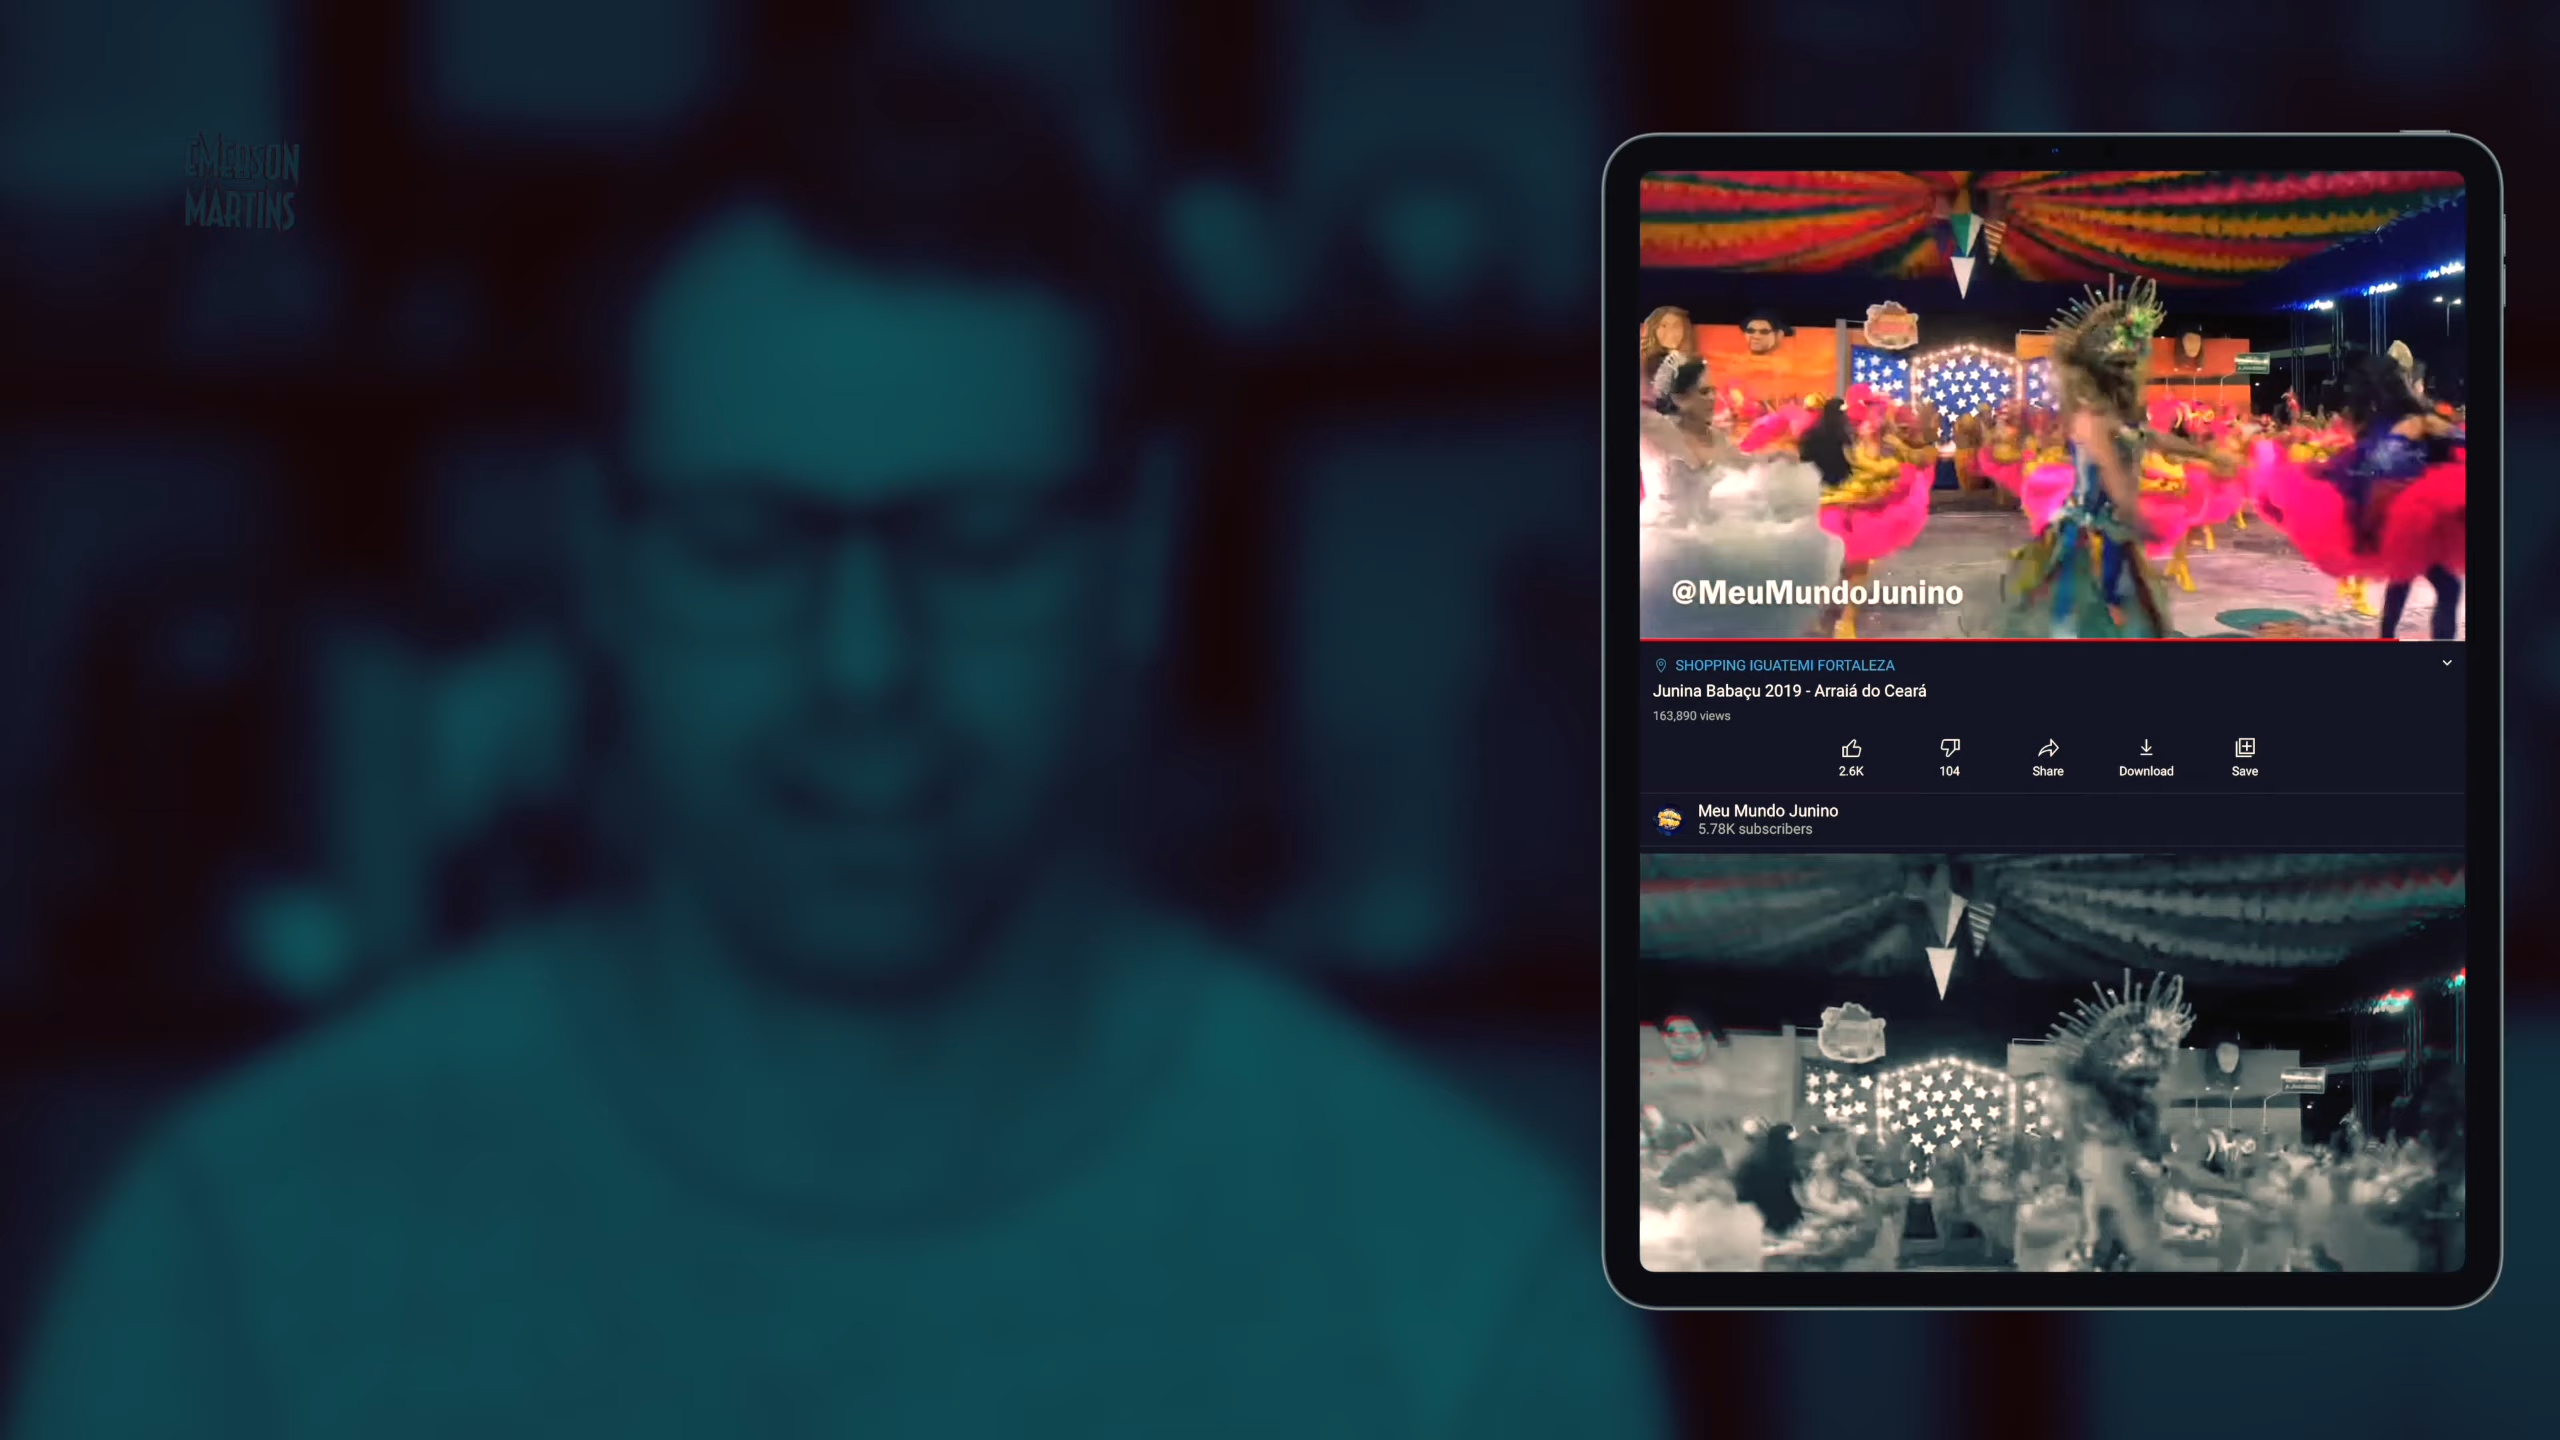 EMERSON
MARTINS
@MeuMundoJunino
SHOPPING IGUATEMI FORTALEZA
Junina Babaçu 2019 - Arraiá do Ceará
163,890 views
2.6K
104
Share
Download
Save
Meu Mundo Junino
5.78K subscribers